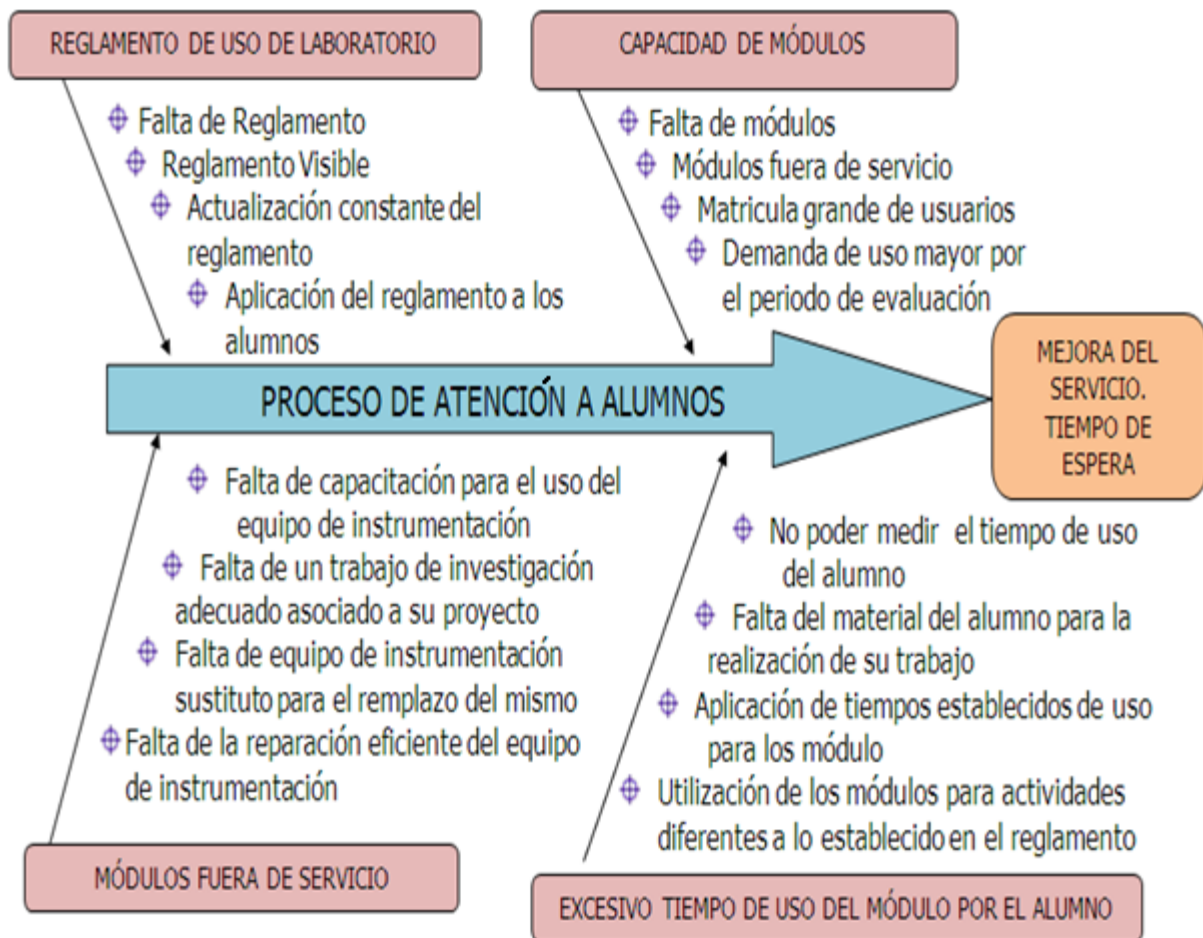 REGLAMENTO DE USO DE LABORATORIO
Falta de Reglamento
Reglamento Visible
Actualización constante del
reglamento
Aplicación del reglamento a los
alumnos
CAPACIDAD DE MÓDULOS
Falta de módulos
Módulos fuera de servicio
Matricula grande de usuarios
Demanda de uso mayor por
el periodo de evaluación
PROCESO DE ATENCIÓN A ALUMNOS
MEJORA DEL
SERVICIO.
TIEMPO DE
ESPERA
Falta de capacitación para el uso del
equipo de instrumentación
Falta de un trabajo de investigación
adecuado asociado a su proyecto
Falta de equipo de instrumentación
sustituto para el remplazo del mismo
Falta de la reparación eficiente del equipo
de instrumentación
MÓDULOS FUERA DE SERVICIO
No poder medir el tiempo de uso
del alumno
Falta del material del alumno para la
realización de su trabajo
Aplicación de tiempos establecidos de uso
para los módulo
Utilización de los módulos para actividades
diferentes a lo establecido en el reglamento
EXCESIVO TIEMPO DE USO DEL MÓDULO POR EL ALUMNO